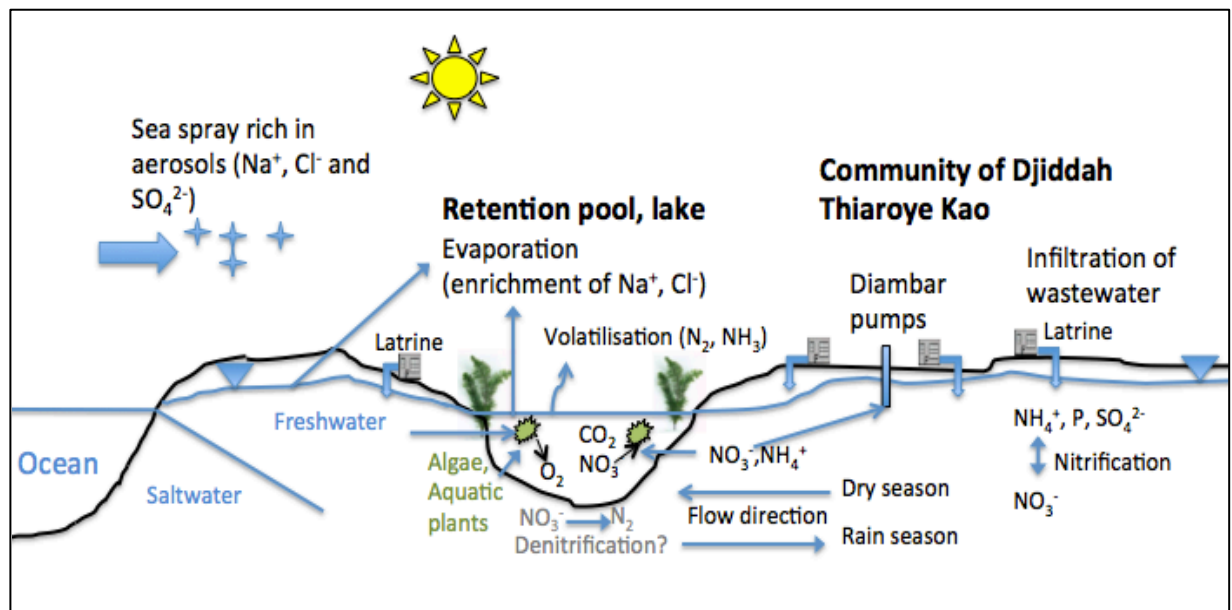 Sea spray rich in
aerosols (Na⁺, Cl⁻ and
SO₄²⁻)
Retention pool, lake
Evaporation
(enrichment of Na⁺, Cl⁻)
Community of Djiddah
Thiaroye Kao
Volatilisation (N₂, NH₃)
Latrine
Diambar
pumps
Infiltration of
wastewater
Latrine
Ocean
Freshwater
Saltwater
Algae,
Aquatic
plants
O₂
CO₂
NO₃
NO₃⁻,NH₄⁺
NO₃⁻
N₂
Denitrification?
Flow direction
Dry season
Rain season
NH₄⁺, P, SO₄²⁻
Nitrification
NO₃⁻